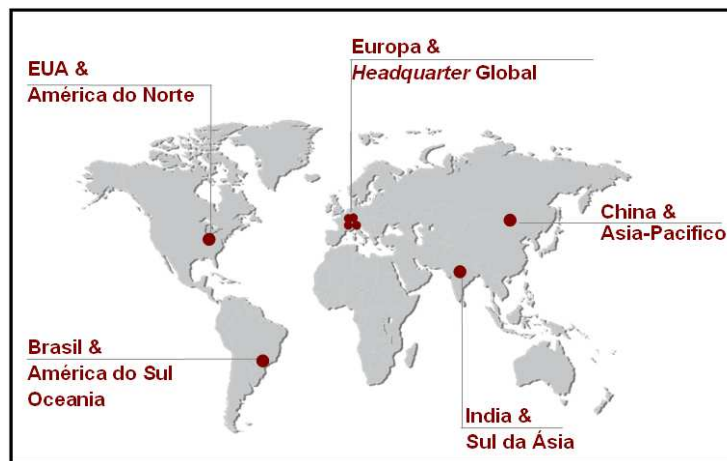 Europa &
Headquarter Global
EUA &
América do Norte
China &
Asia-Pacifico
Brasil &
América do Sul
Oceania
India &
Sul da Ásia